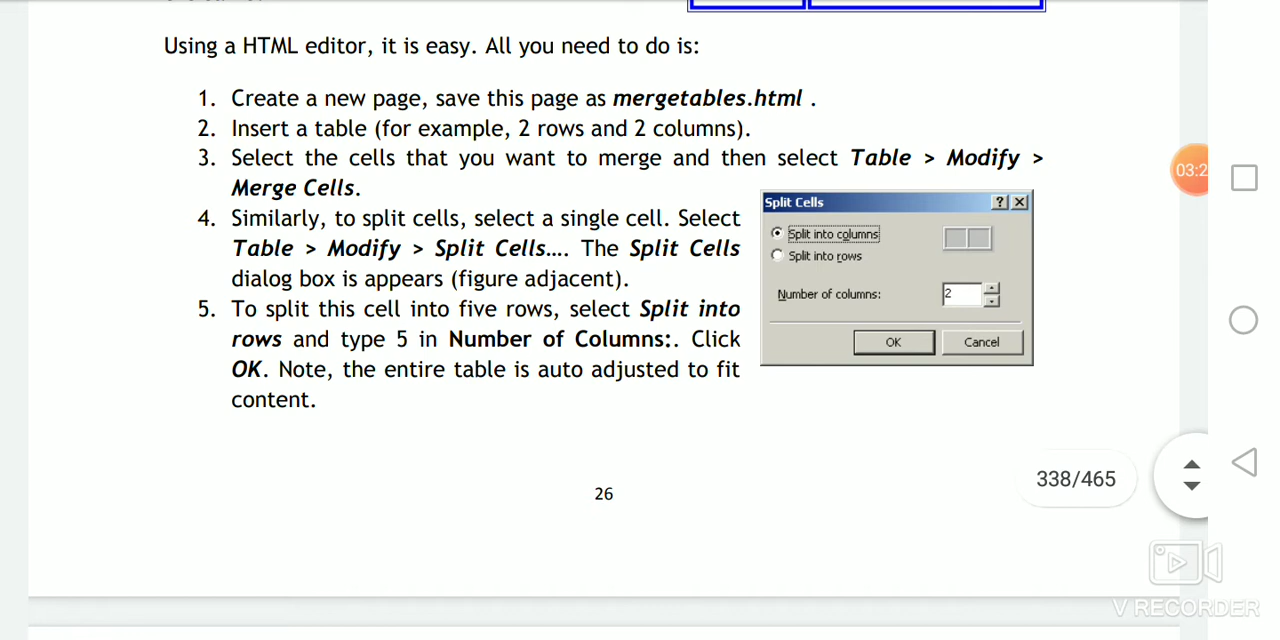 Using a HTML editor, it is easy. All you need to do is:
1. Create a new page, save this page as mergetables.html .
2. Insert a table (for example, 2 rows and 2 columns).
3. Select the cells that you want to merge and then select Table > Modify >
Merge Cells.
4. Similarly, to split cells, select a single cell. Select
Table > Modify > Split Cells…. The Split Cells
dialog box is appears (figure adjacent).
5. To split this cell into five rows, select Split into
rows and type 5 in Number of Columns:. Click
OK. Note, the entire table is auto adjusted to fit
content.
Split Cells
Split into columns
Split into rows
Number of columns:
2
OK
Cancel
03:2
338/465
26
V RECORDER